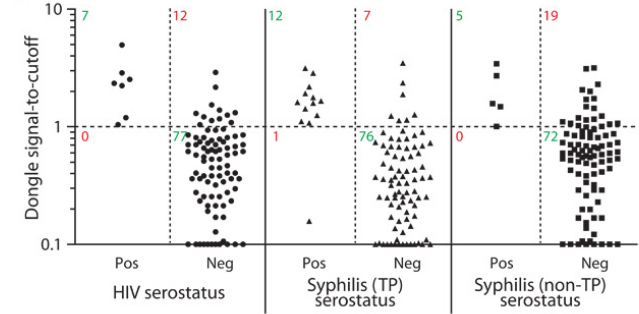 10
7
12
12
7
5
19
Dongle signal-to-cutoff
1
0
77
1
76
0
72
0.1
Pos
Neg
Pos
Neg
Pos
Neg
HIV serostatus
Syphilis (TP)
serostatus
Syphilis (non-TP)
serostatus